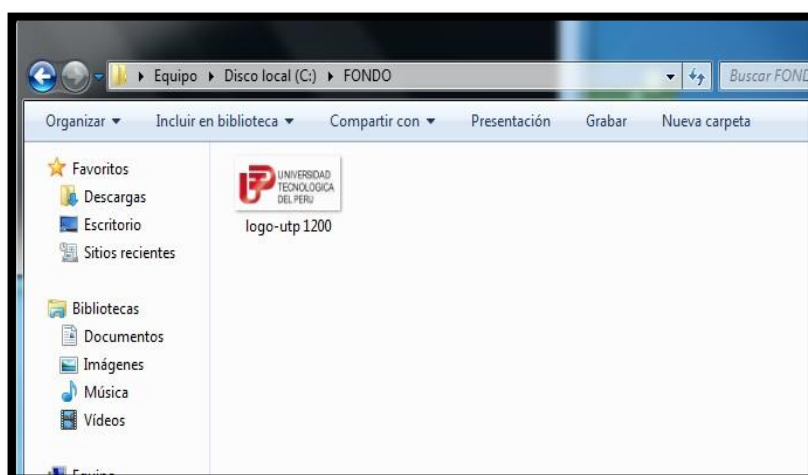 Equipo ▸ Disco local (C:) ▸ FONDO
Buscar FOND
Organizar
Incluir en biblioteca
Compartir con
Presentación
Grabar
Nueva carpeta
Favoritos
Descargas
Escritorio
Sitios recientes
Bibliotecas
Documentos
Imágenes
Música
Vídeos
Equipo
UNIVERSIDAD
TECNOLOGICA
DEL PERU
logo-utp 1200